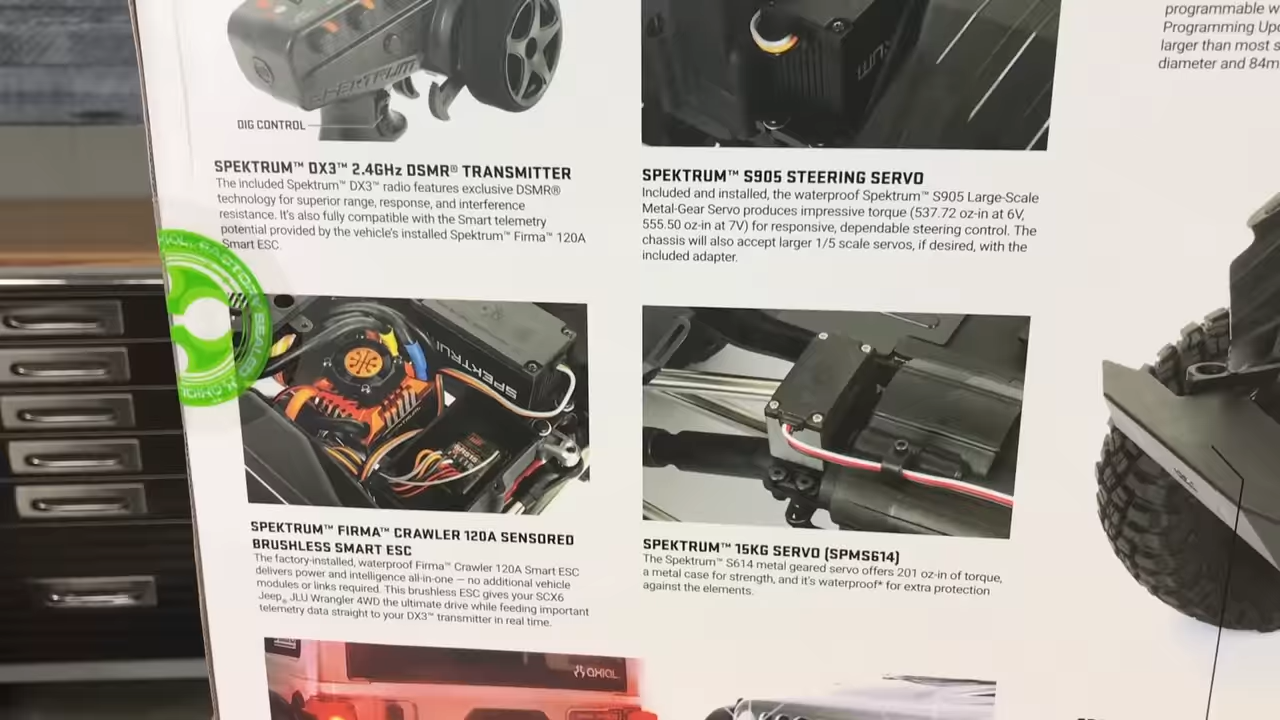 programmable w
Programming Up
larger than most s
diameter and 84m
SPEKTRUM
DIG CONTROL
SPEKTRUM™ DX3™ 2.4GHz DSMR® TRANSMITTER
The included Spektrum™ DX3™ radio features exclusive DSMR®
technology for superior range, response, and interference
resistance. It's also fully compatible with the Smart telemetry
potential provided by the vehicle's installed Spektrum™ Firma™ 120A
Smart ESC.
SPEKTRUM™ S905 STEERING SERVO
Included and installed, the waterproof Spektrum™ S905 Large-Scale
Metal-Gear Servo produces impressive torque (537.72 oz-in at 6V,
555.50 oz-in at 7V) for responsive, dependable steering control. The
chassis will also accept larger 1/5 scale servos, if desired, with the
included adapter.
FACTORY SEALED
SPEKTRUM
SPEKTRUM™ FIRMA™ CRAWLER 120A SENSORED
BRUSHLESS SMART ESC
The factory-installed, waterproof Firma™ Crawler 120A Smart ESC
delivers power and intelligence all-in-one — no additional vehicle
modules or links required. This brushless ESC gives your SCX6
Jeep® JLU Wrangler 4WD the ultimate drive while feeding important
telemetry data straight to your DX3™ transmitter in real time.
SPEKTRUM™ 15KG SERVO (SPMS614)
The Spektrum™ S614 metal geared servo offers 201 oz-in of torque,
a metal case for strength, and it's waterproof* for extra protection
against the elements.
AXIAL